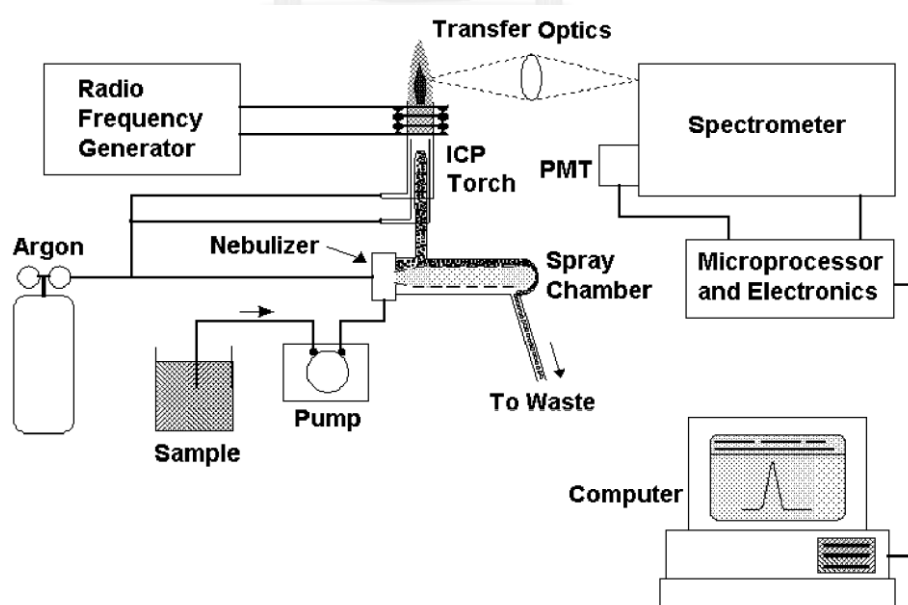 Transfer Optics
Radio
Frequency
Generator
Spectrometer
ICP
Torch
PMT
Argon
Nebulizer
Spray
Chamber
Microprocessor
and Electronics
Pump
To Waste
Sample
Computer